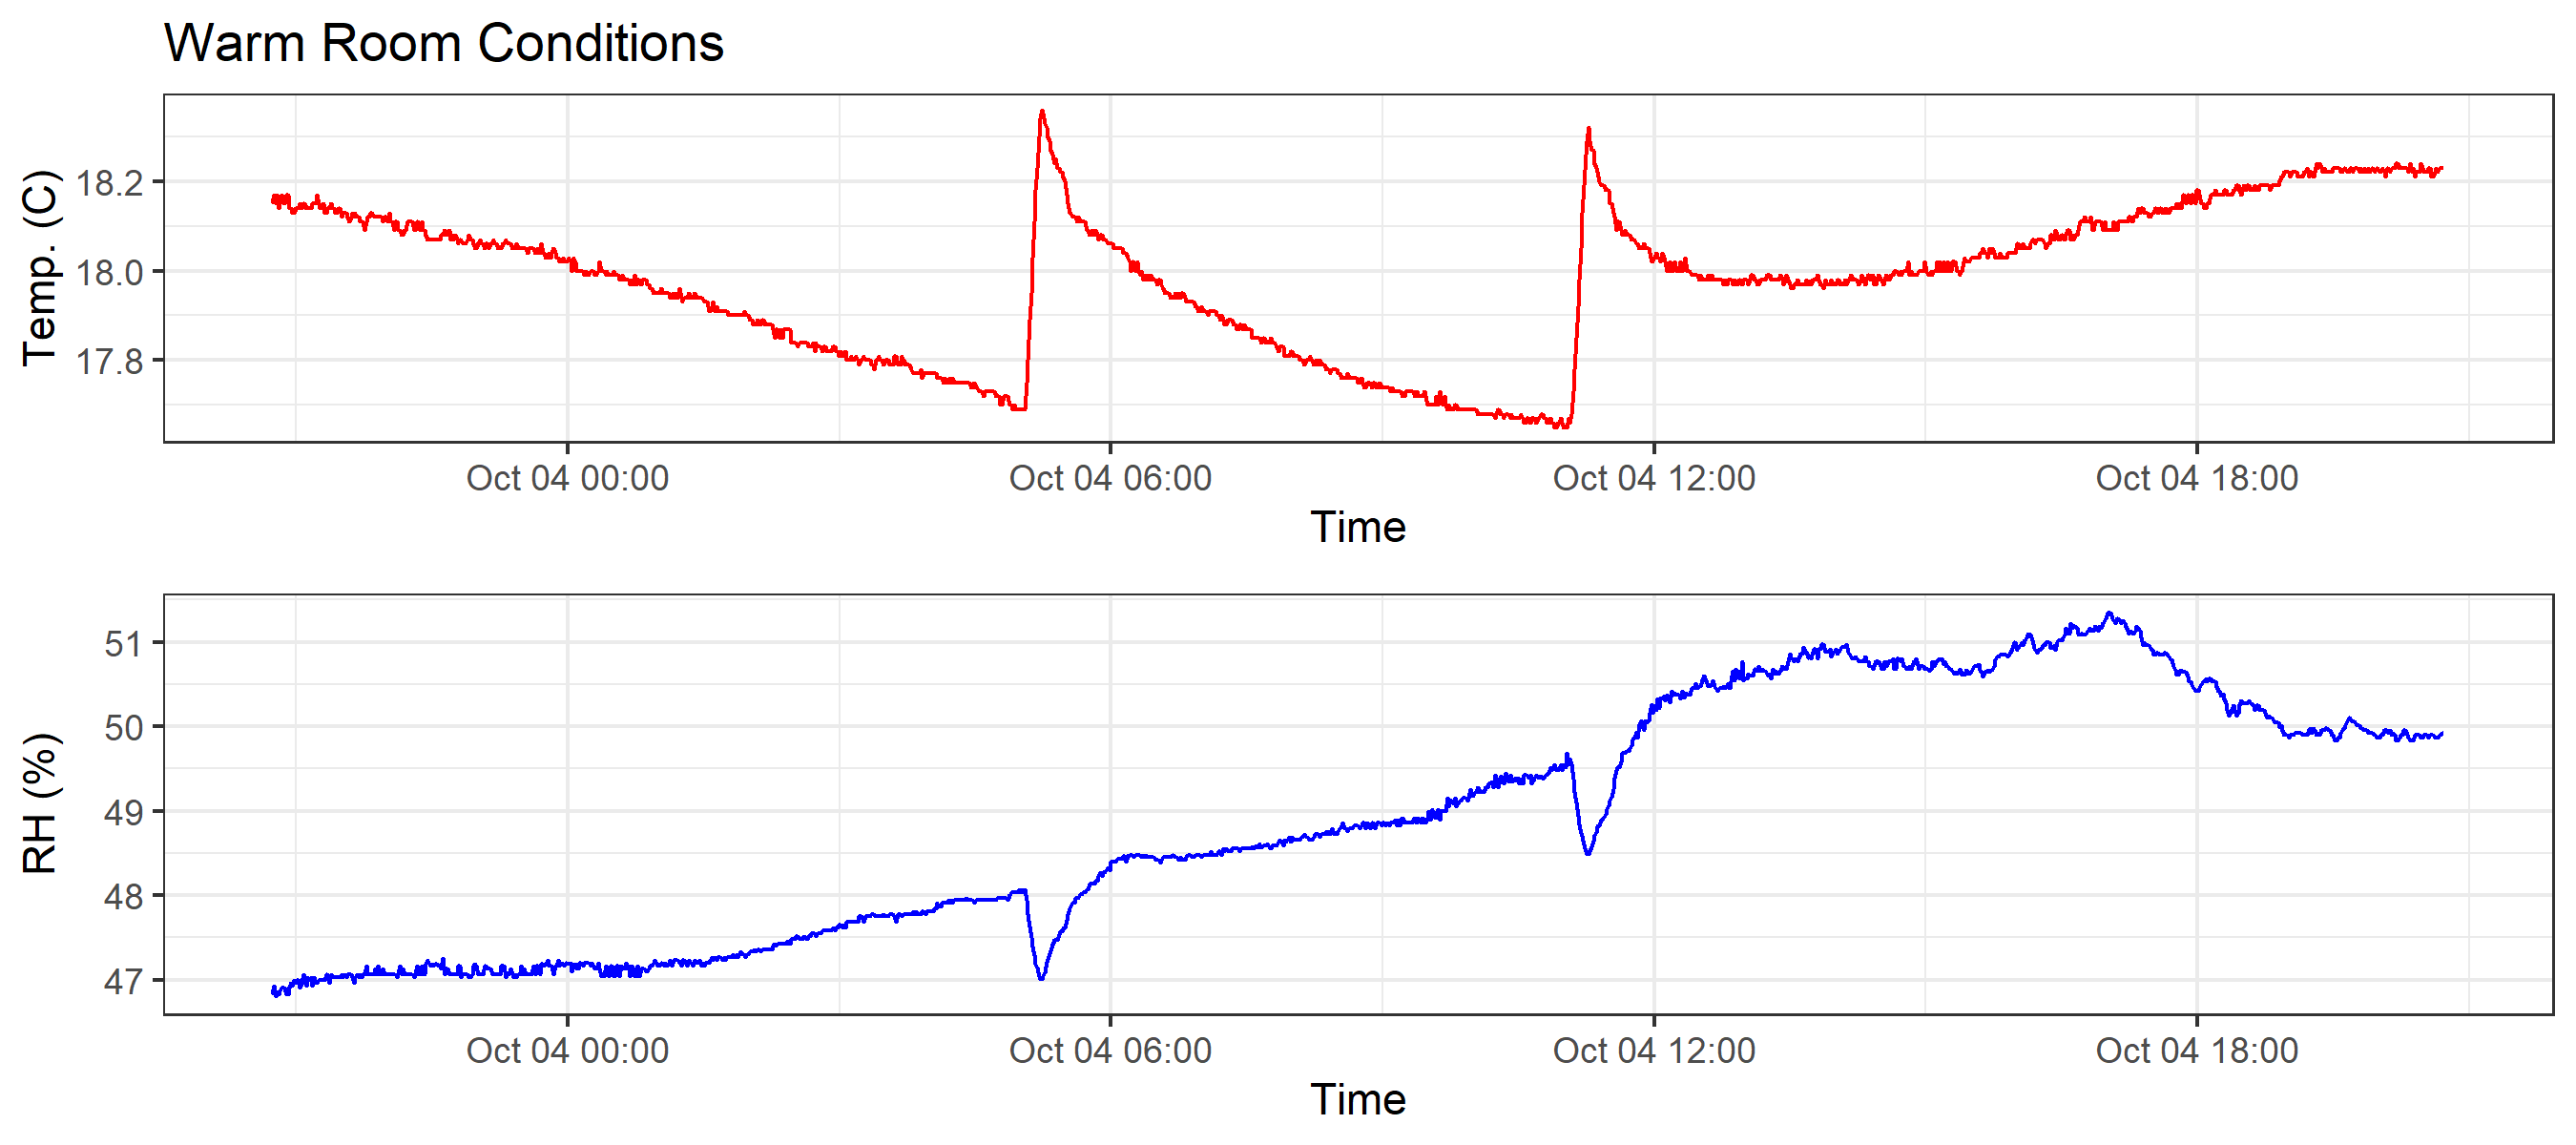 Warm Room Conditions
Temp. (C)
18.2
18.0
17.8
Oct 04 00:00 Oct 04 06:00 Oct 04 12:00 Oct 04 18:00
Time
RH (%)
51
50
49
48
47
Oct 04 00:00 Oct 04 06:00 Oct 04 12:00 Oct 04 18:00
Time